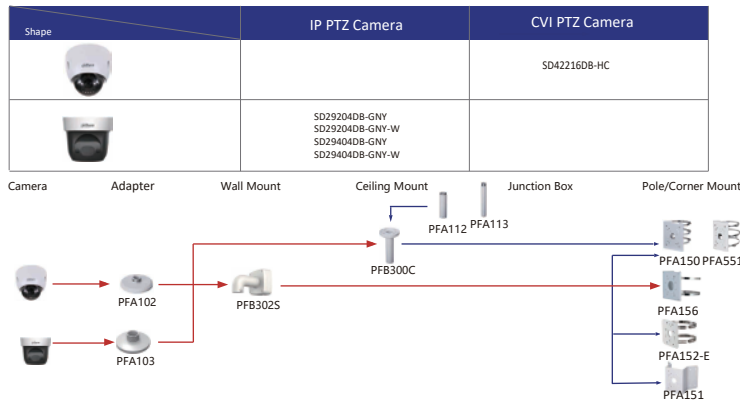 Shape
IP PTZ Camera
CVI PTZ Camera
SD42216DB-HC
SD29204DB-GNY
SD29204DB-GNY-W
SD29404DB-GNY
SD29404DB-GNY-W
Camera
Adapter
Wall Mount
Ceiling Mount
Junction Box
Pole/Corner Mount
PFA112
PFA113
PFB300C
PFA150
PFA551
PFA102
PFB302S
PFA156
PFA103
PFA152-E
PFA151